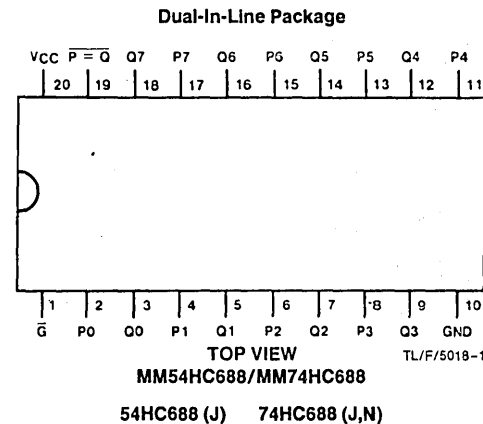 Dual-In-Line Package
VCC P = Q Q7 P7 Q6 P6 Q5 P5 Q4 P4
20 19 18 17 16 15 14 13 12 11
1 2 3 4 5 6 7 8 9 10
G P0 Q0 P1 Q1 P2 Q2 P3 Q3 GND
TOP VIEW TL/F/5018-1
MM54HC688/MM74HC688
54HC688 (J) 74HC688 (J,N)